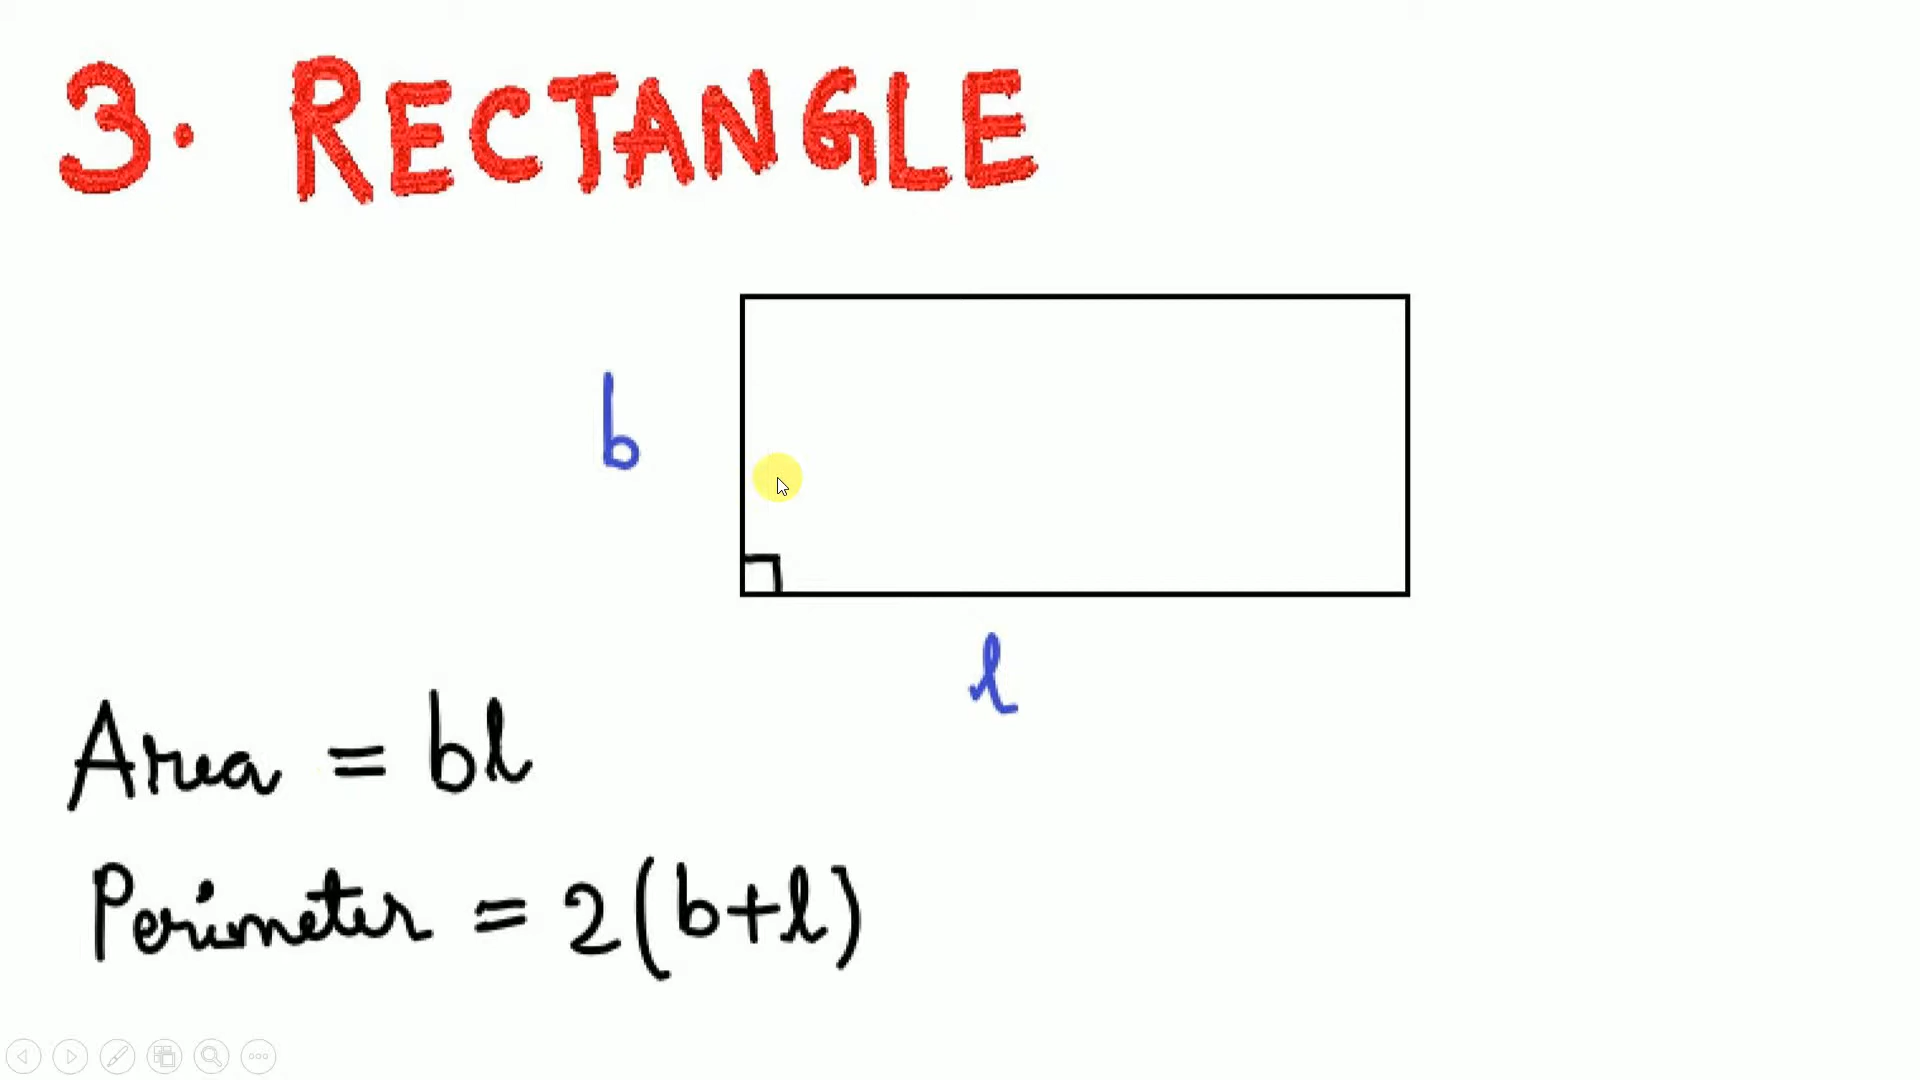 3. RECTANGLE
b
l
Area = bl
Perimeter = 2(b+l)